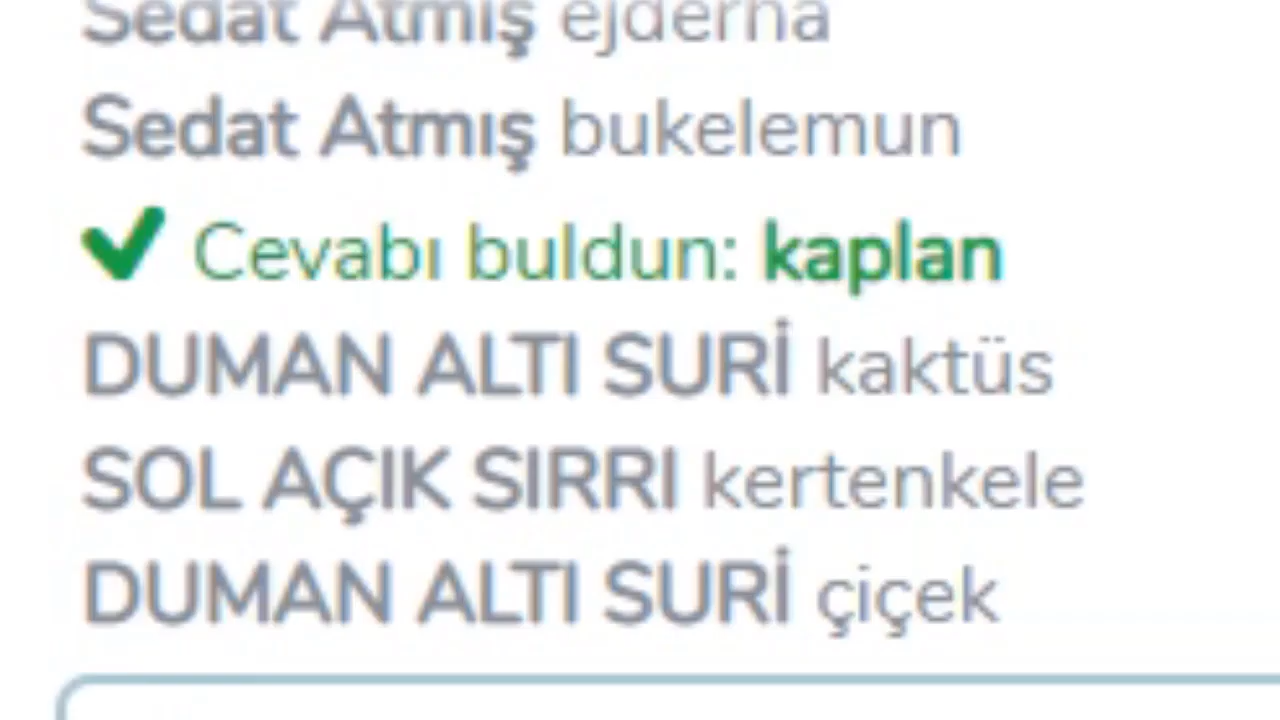 Sedat Atmış ejderha
Sedat Atmış bukelemun
Cevabı buldun: kaplan
DUMAN ALTI SURİ kaktüs
SOL AÇIK SIRRI kertenkele
DUMAN ALTI SURİ çiçek